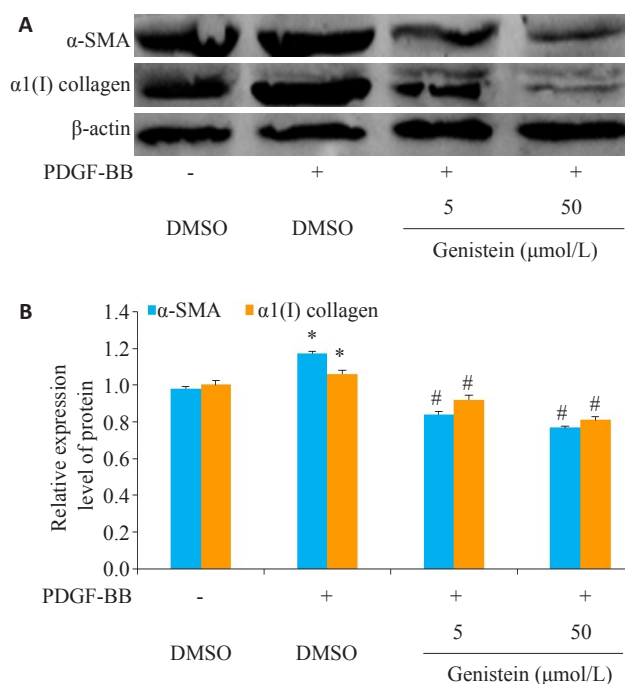 A
α-SMA
α1(I) collagen
β-actin
PDGF-BB - + + +
5 50
DMSO DMSO
Genistein (μmol/L)
B
α-SMA α1(I) collagen
1.4
1.2
1.0
0.8
0.6
0.4
0.2
0.0
Relative expression
level of protein
* *
# #
# #
PDGF-BB - + + +
5 50
DMSO DMSO
Genistein (μmol/L)